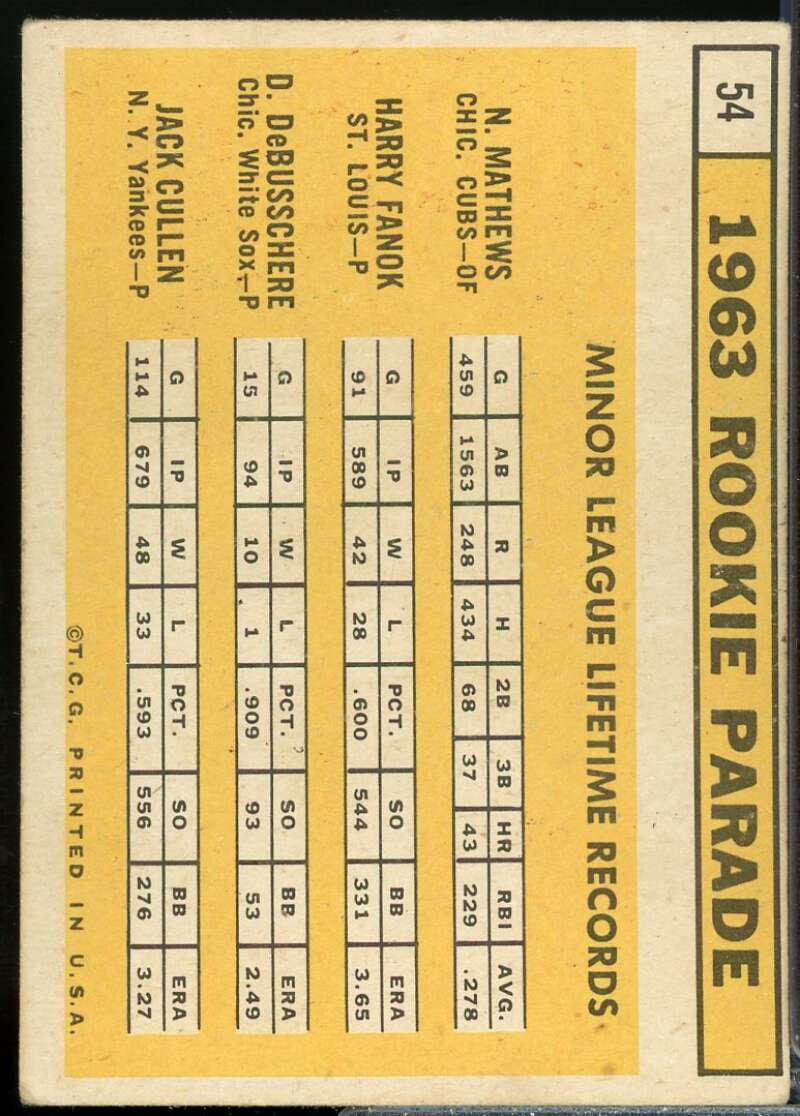 54
1963 ROOKIE PARADE
MINOR LEAGUE LIFETIME RECORDS
N. MATHEWS
CHIC. CUBS—OF
G AB R H 2B 3B HR RBI AVG.
459 1563 248 434 68 37 43 229 .278
HARRY FANOK
ST. LOUIS—P
G IP W L PCT. SO BB ERA
91 589 42 28 .600 544 331 3.65
D. DeBUSSCHERE
Chic. White Sox—P
G IP W L PCT. SO BB ERA
15 94 10 1 .909 93 53 2.49
JACK CULLEN
N. Y. Yankees—P
G IP W L PCT. SO BB ERA
114 679 48 33 .593 556 276 3.27
©T.C.G. PRINTED IN U.S.A.